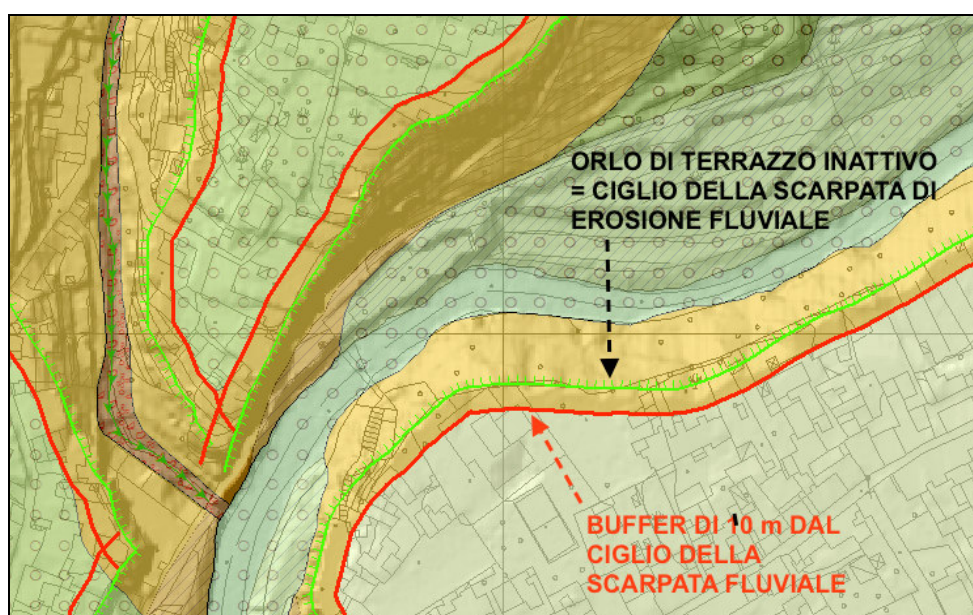 ORLO DI TERRAZZO INATTIVO
= CIGLIO DELLA SCARPATA DI
EROSIONE FLUVIALE
BUFFER DI 10 m DAL
CIGLIO DELLA
SCARPATA FLUVIALE